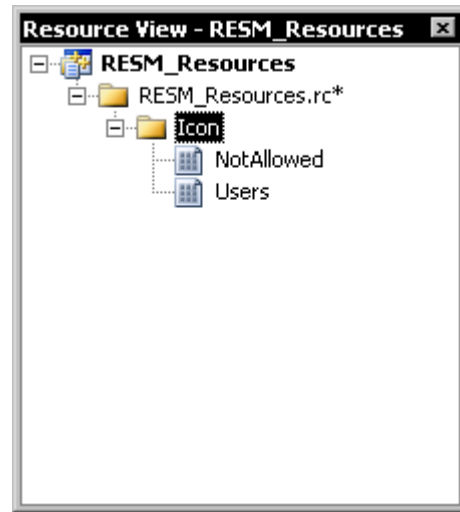 Resource View - RESM_Resources
RESM_Resources
RESM_Resources.rc*
Icon
NotAllowed
Users